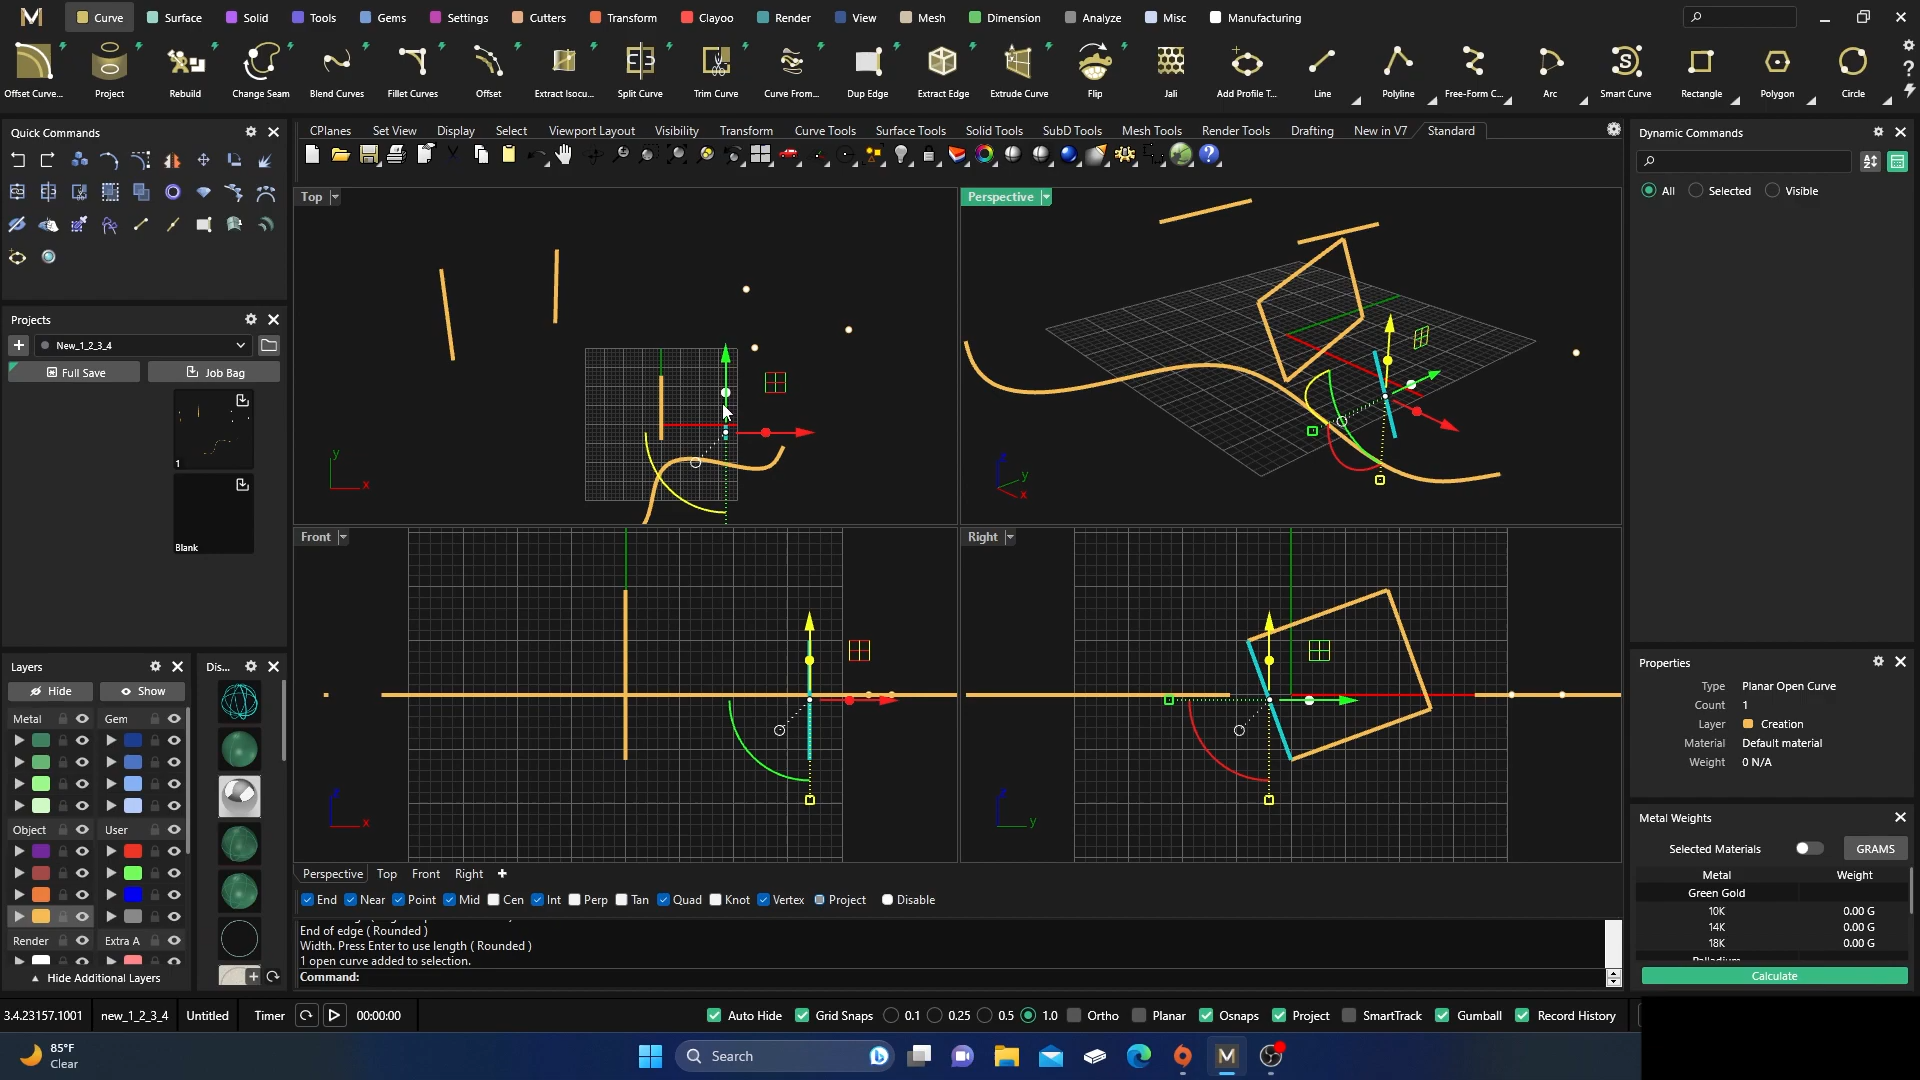 Curve Surface Solid Tools Gems Settings Cutters Transform Clayoo Render View Mesh Dimension Analyze Misc Manufacturing
Offset Curve... Project Rebuild Change Seam Blend Curves Fillet Curves Offset Extract Isocu... Split Curve Trim Curve Curve From... Dup Edge Extract Edge Extrude Curve Flip Jali Add Profile T... Line Polyline Free-Form C... Arc Smart Curve Rectangle Polygon Circle
Quick Commands
CPlanes Set View Display Select Viewport Layout Visibility Transform Curve Tools Surface Tools Solid Tools SubD Tools Mesh Tools Render Tools Drafting New in V7 Standard
Dynamic Commands
All Selected Visible
Top
Perspective
Projects
New_1_2_3_4
Full Save Job Bag
1
Blank
y
x
z
y
x
Front
Right
z
x
z
y
Layers
Dis...
Hide Show
Metal Gem
Object User
Render Extra A
Hide Additional Layers
Properties
Type Planar Open Curve
Count 1
Layer Creation
Material Default material
Weight 0 N/A
Metal Weights
Selected Materials GRAMS
Metal Weight
Green Gold
10K 0.00 G
14K 0.00 G
18K 0.00 G
Palladium
Calculate
Perspective Top Front Right
End Near Point Mid Cen Int Perp Tan Quad Knot Vertex Project Disable
End of edge ( Rounded )
Width. Press Enter to use length ( Rounded )
1 open curve added to selection.
Command:
3.4.23157.1001 new_1_2_3_4 Untitled Timer 00:00:00 Auto Hide Grid Snaps 0.1 0.25 0.5 1.0 Ortho Planar Osnaps Project SmartTrack Gumball Record History
85°F
Clear
Search